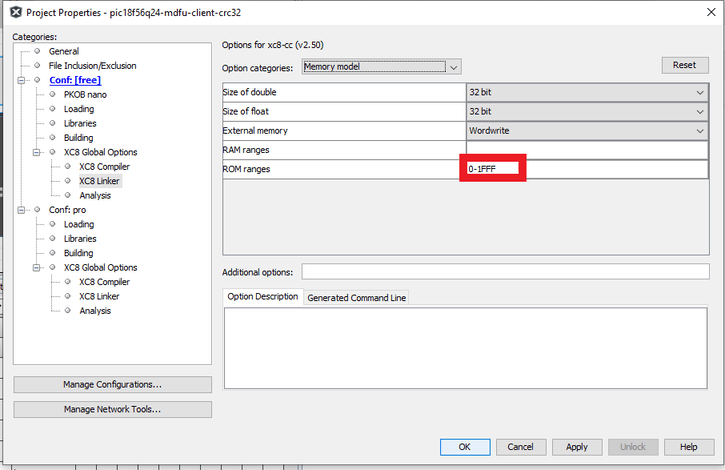 Project Properties - pic18f56q24-mdfu-client-crc32
Categories:
General
File Inclusion/Exclusion
Conf: [free]
PKOB nano
Loading
Libraries
Building
XC8 Global Options
XC8 Compiler
XC8 Linker
Analysis
Conf: pro
Loading
Libraries
Building
XC8 Global Options
XC8 Compiler
XC8 Linker
Analysis
Manage Configurations...
Manage Network Tools...
Options for xc8-cc (v2.50)
Option categories: Memory model
Reset
Size of double 32 bit
Size of float 32 bit
External memory Wordwrite
RAM ranges
ROM ranges 0-1FFF
Additional options:
Option Description Generated Command Line
OK Cancel Apply Unlock Help